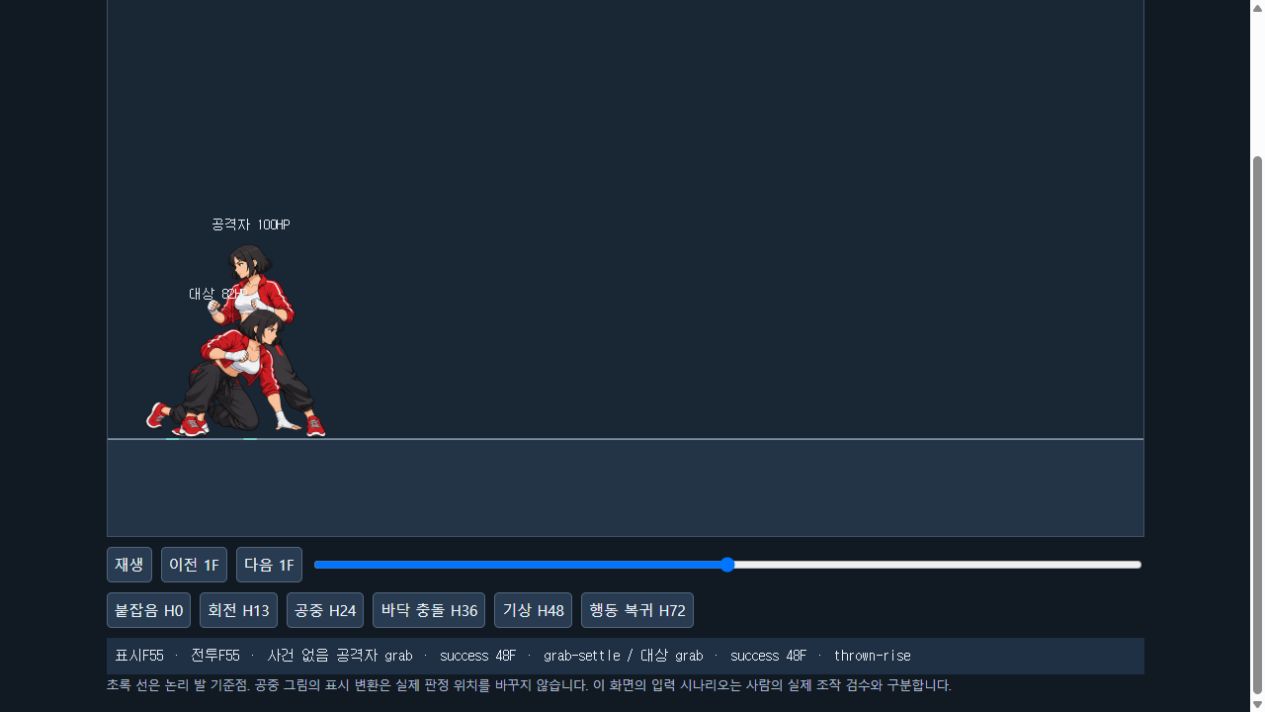 공격자 100HP
대상 82HP
재생 이전 1F 다음 1F
붙잡음 H0 회전 H13 공중 H24 바닥 충돌 H36 기상 H48 행동 복귀 H72
표시F55 · 전투F55 · 사건 없음 공격자 grab · success 48F · grab-settle / 대상 grab · success 48F · thrown-rise
초록 선은 논리 발 기준점. 공중 그림의 표시 변환은 실제 판정 위치를 바꾸지 않습니다. 이 화면의 입력 시나리오는 사람의 실제 조작 검수와 구분합니다.